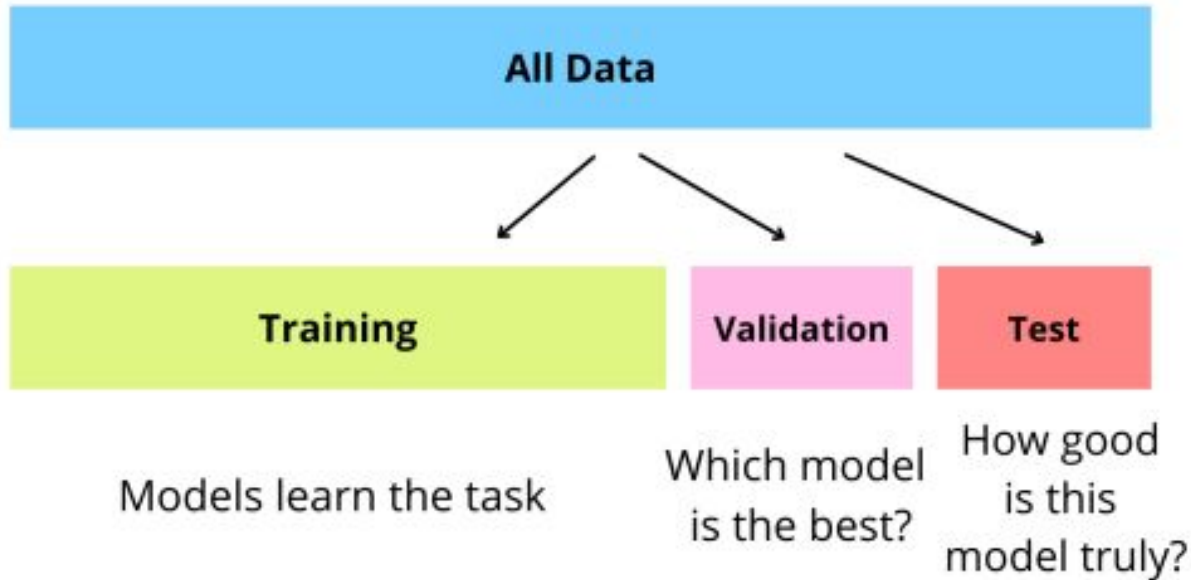 All Data
Training
Validation
Test
Models learn the task
Which model
is the best?
How good
is this
model truly?